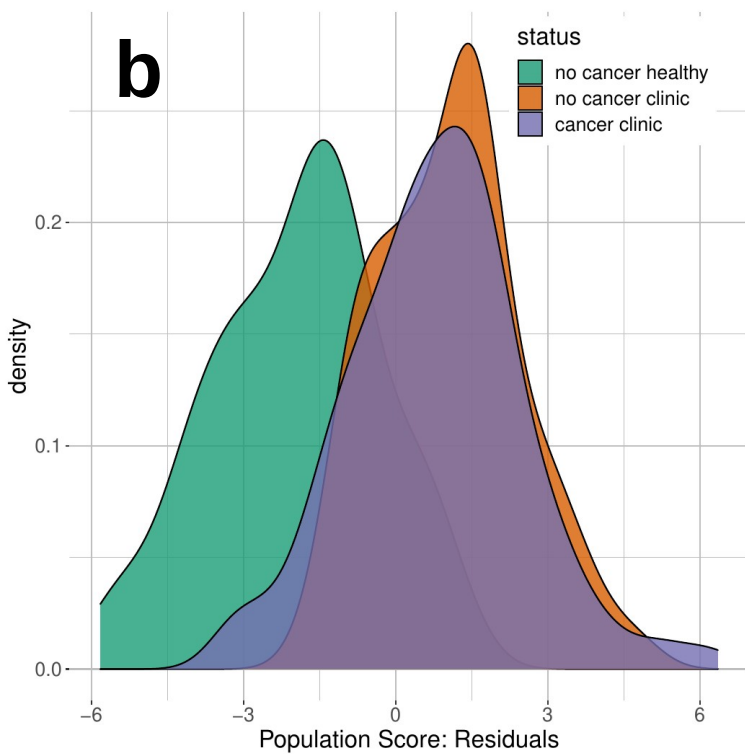 b
status
no cancer healthy
no cancer clinic
cancer clinic
density
0.2
0.1
0.0
−6 −3 0 3 6
Population Score: Residuals